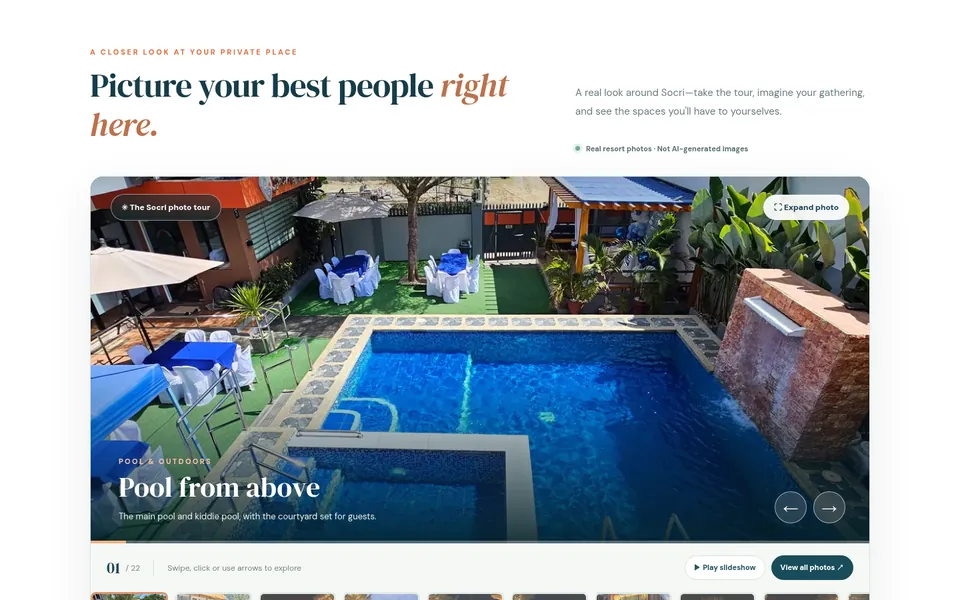 A CLOSER LOOK AT YOUR PRIVATE PLACE
Picture your best people right
here.
A real look around Socri—take the tour, imagine your gathering,
and see the spaces you'll have to yourselves.
Real resort photos · Not AI-generated images
The Socri photo tour
Expand photo
POOL & OUTDOORS
Pool from above
The main pool and kiddie pool, with the courtyard set for guests.
← →
01 / 22
Swipe, click or use arrows to explore
▶ Play slideshow
View all photos ↗